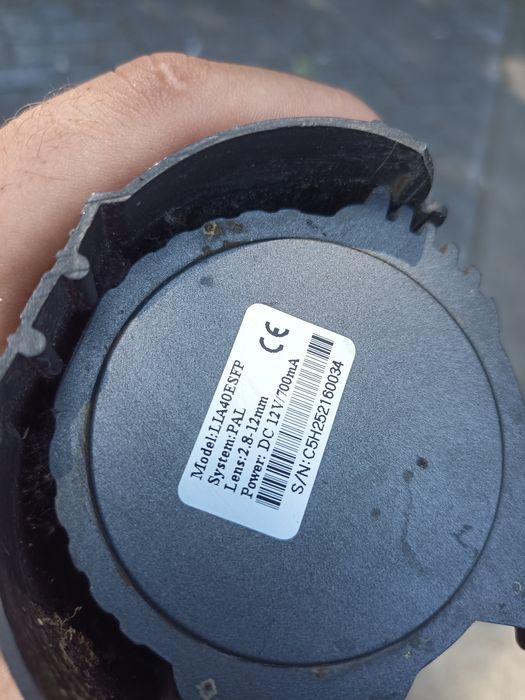 CE
Model:LIA40ESFP
System:PAL
Lens:2.8-12mm
Power: DC 12V/700mA
S/N:C5H252160034